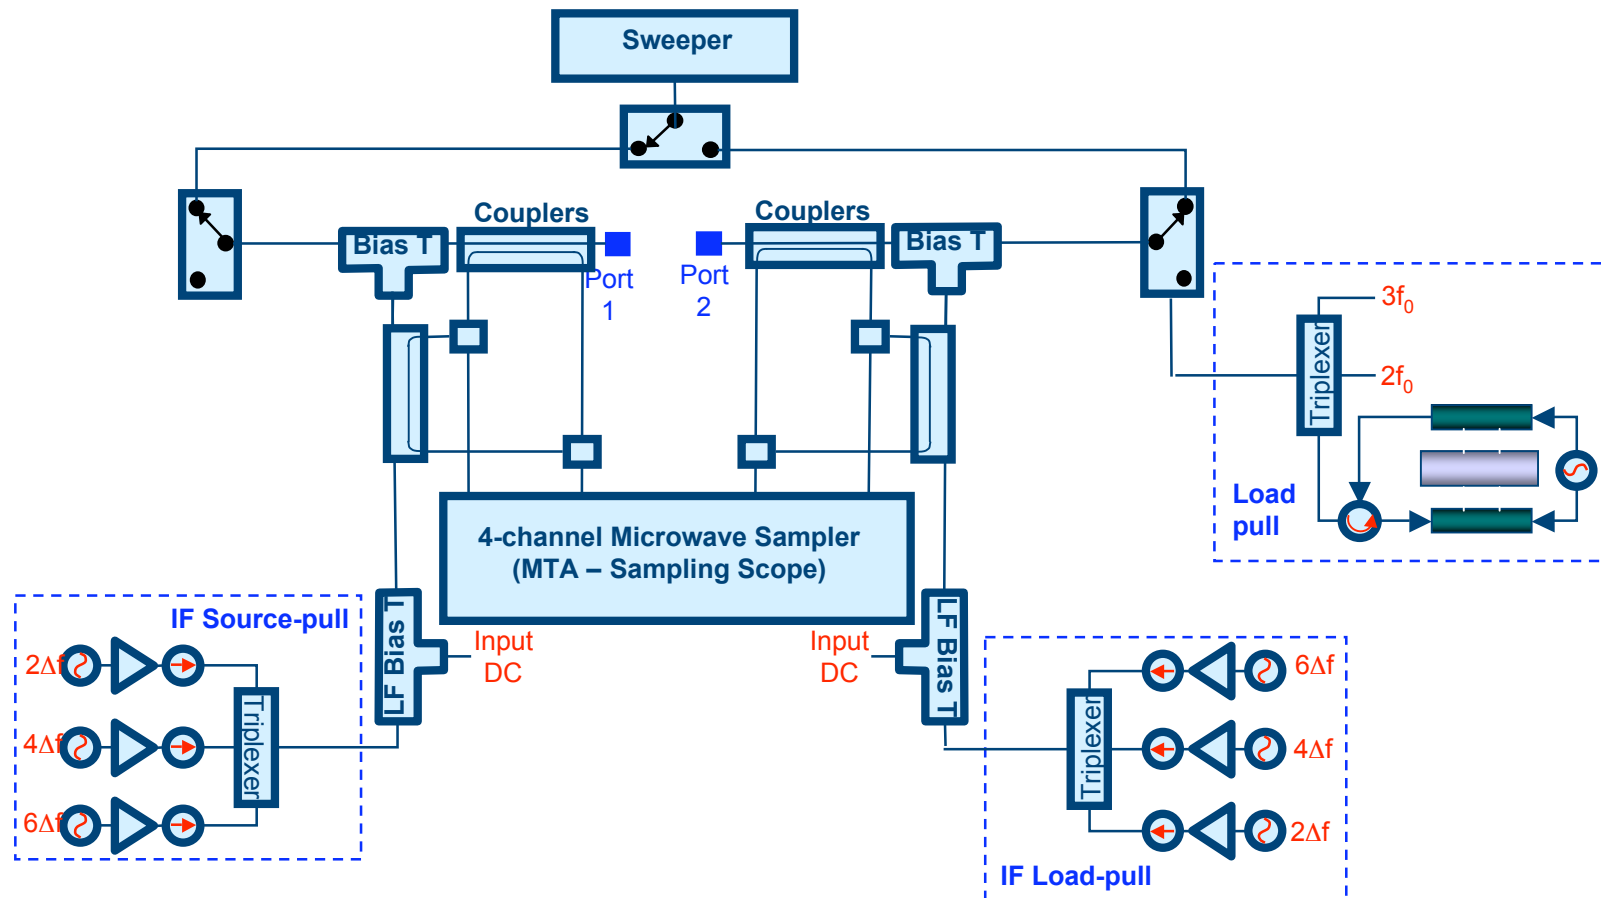 Sweeper
Couplers
Couplers
Bias T
Bias T
Port
1
Port
2
3f₀
2f₀
Triplexer
Load
pull
4-channel Microwave Sampler
(MTA – Sampling Scope)
IF Source-pull
2Δf
4Δf
6Δf
Triplexer
LF Bias T
Input
DC
Input
DC
LF Bias T
Triplexer
6Δf
4Δf
2Δf
IF Load-pull